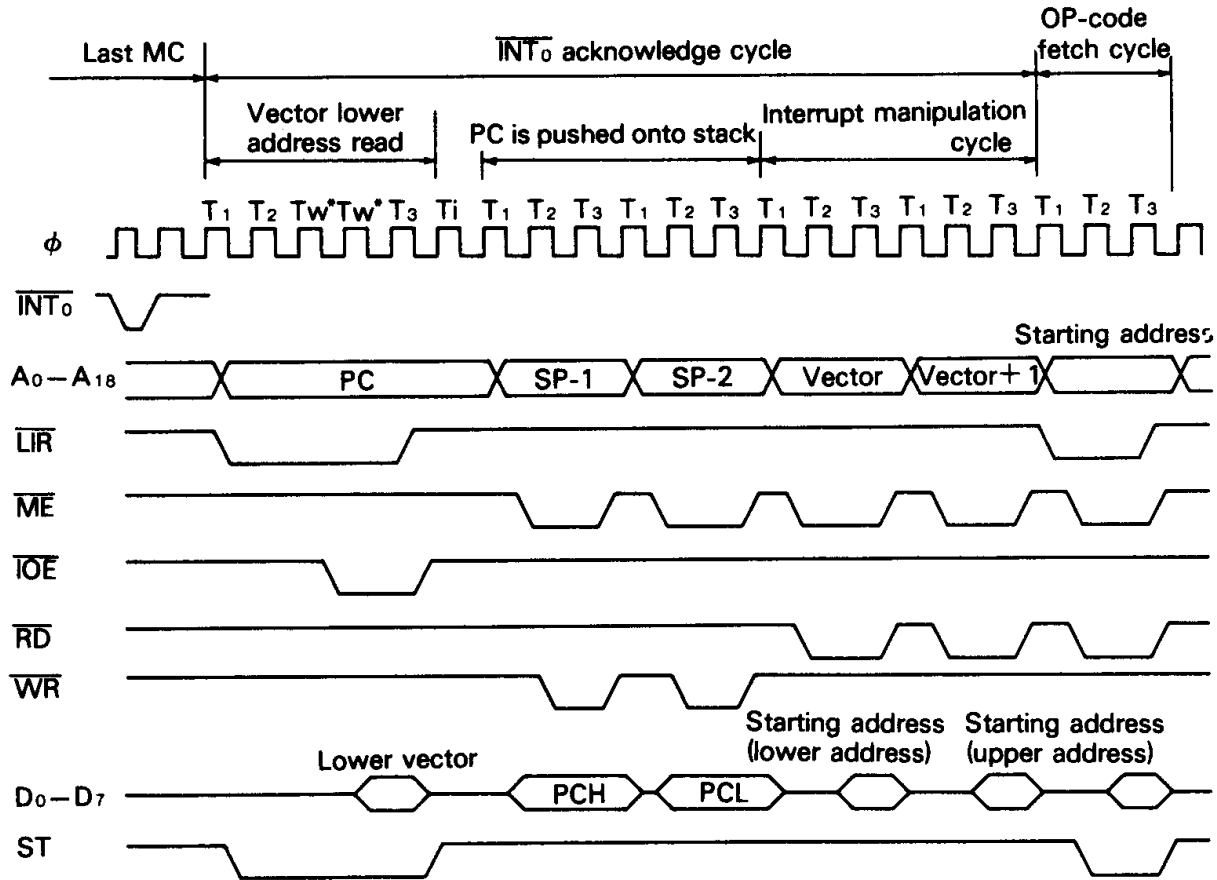 Last MC
INT0 acknowledge cycle
OP-code
fetch cycle
Vector lower
address read
PC is pushed onto stack
Interrupt manipulation
cycle
T1 T2 Tw* Tw* T3 Ti T1 T2 T3 T1 T2 T3 T1 T2 T3 T1 T2 T3 T1 T2 T3
ϕ
INT0
Starting address
A0–A18 PC SP-1 SP-2 Vector Vector+1
LIR
ME
IOE
RD
WR
Starting address
(lower address)
Starting address
(upper address)
Lower vector
D0–D7 PCH PCL
ST